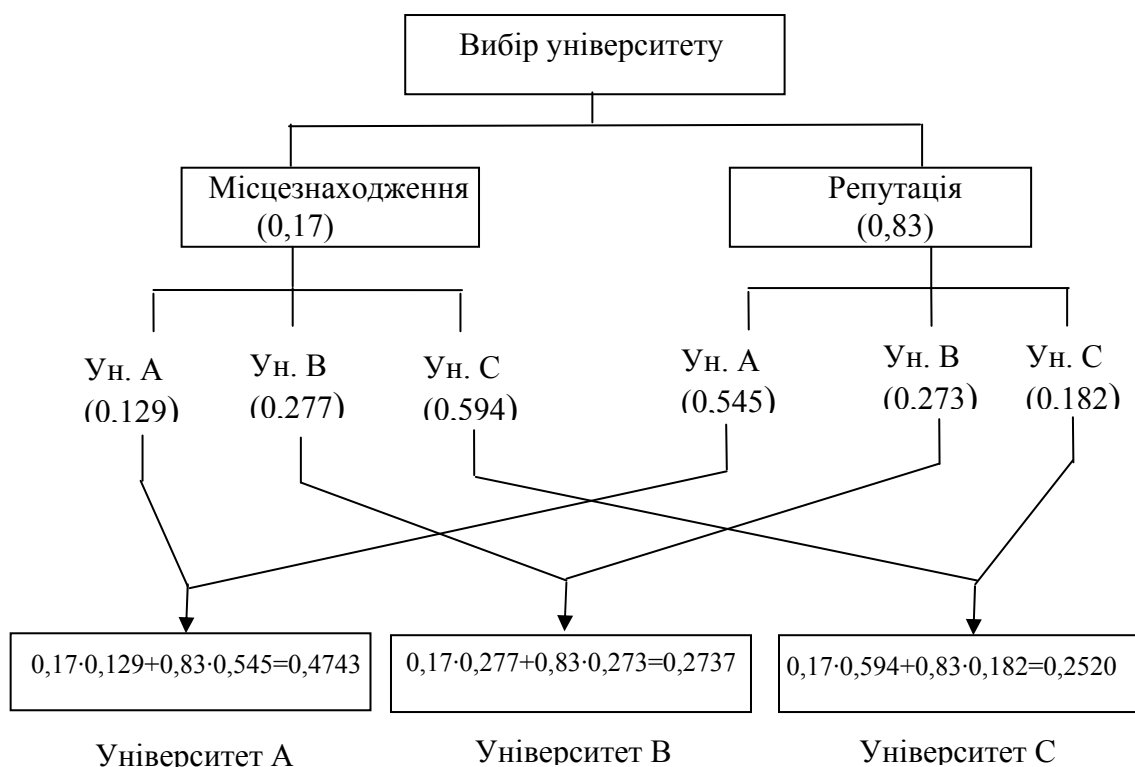 Вибір університету
Місцезнаходження
(0,17)
Репутація
(0,83)
Ун. А
(0,129)
Ун. В
(0,277)
Ун. С
(0,594)
Ун. А
(0,545)
Ун. В
(0,273)
Ун. С
(0,182)
0,17·0,129+0,83·0,545=0,4743
0,17·0,277+0,83·0,273=0,2737
0,17·0,594+0,83·0,182=0,2520
Університет А
Університет В
Університет С